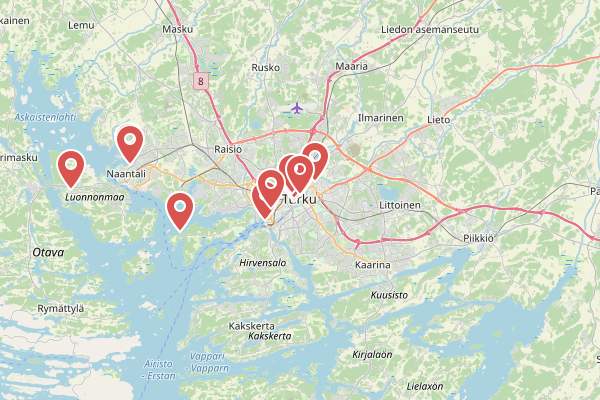 kainen
Lemu
Masku
Liedon asemanseutu
Rusko
Maaria
8
Askaistenlahti
Ilmarinen
Lieto
Raisio
rimasku
Naantali
Luonnonmaa
Turku
Littoinen
Piikkiö
Otava
Hirvensalo
Kaarina
Kuusisto
Rymättylä
Kakskerta
Kakskerta
Airisto
- Erstan
Vappari
- Vapparn
Kirjalaön
Lielaxön